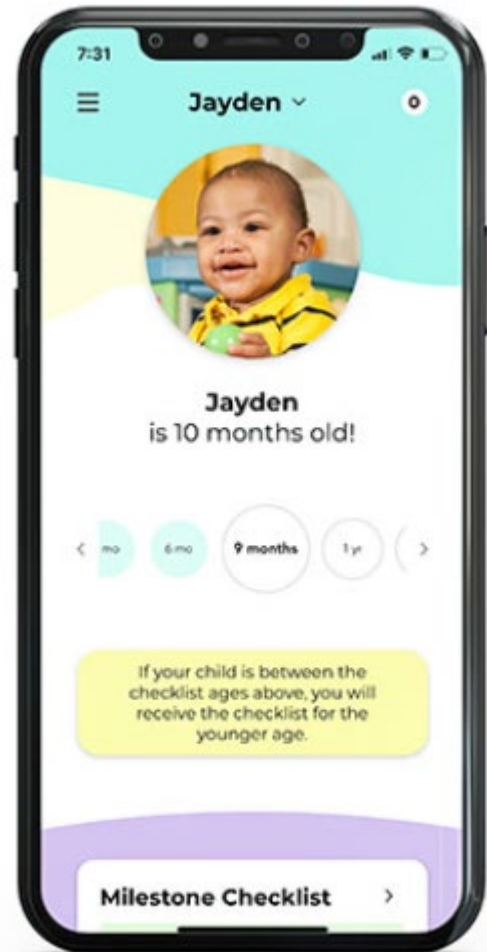 7:31
Jayden
0
Jayden
is 10 months old!
mo 6 mo 9 months 1 yr
If your child is between the
checklist ages above, you will
receive the checklist for the
younger age.
Milestone Checklist